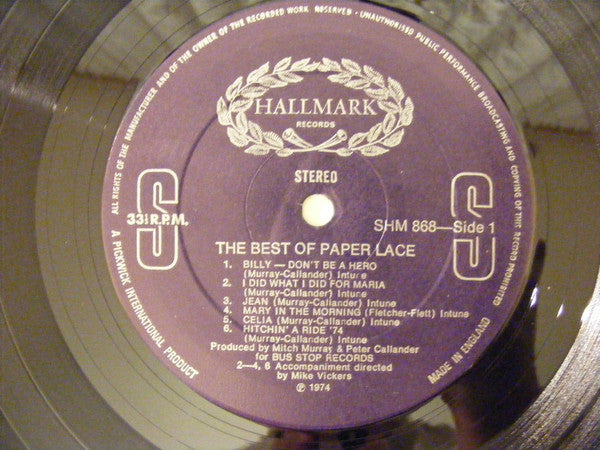 ALL RIGHTS OF THE MANUFACTURER AND OF THE OWNER OF THE RECORDED WORK RESERVED - UNAUTHORISED PUBLIC PERFORMANCE BROADCASTING AND COPYING OF THIS RECORD PROHIBITED
HALLMARK
RECORDS
STEREO
S
S
33⅓ R.P.M.
SHM 868—Side 1
THE BEST OF PAPER LACE
1. BILLY — DON'T BE A HERO
(Murray-Callander) Intune
2. I DID WHAT I DID FOR MARIA
(Murray-Callander) Intune
3. JEAN (Murray-Callander) Intune
4. MARY IN THE MORNING (Fletcher-Flett) Intune
5. CELIA (Murray-Callander) Intune
6. HITCHIN' A RIDE '74
(Murray-Callander) Intune
Produced by Mitch Murray & Peter Callander
for BUS STOP RECORDS
2—4, 6 Accompaniment directed
by Mike Vickers
℗ 1974
A PICKWICK INTERNATIONAL PRODUCT
MADE IN ENGLAND